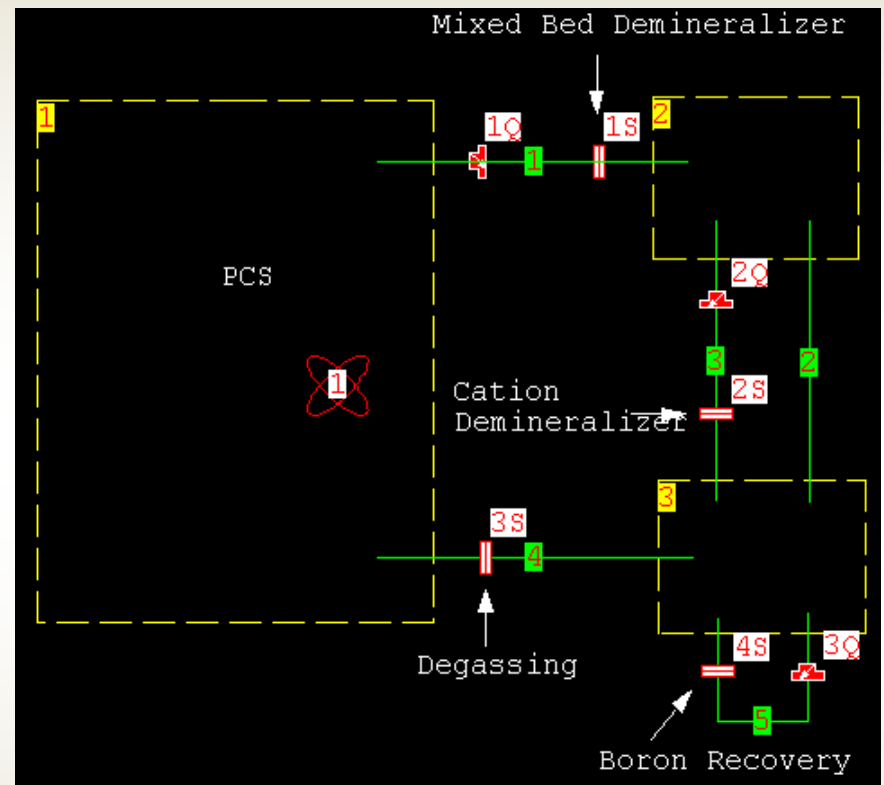 Mixed Bed Demineralizer
1
1Q
1
1S
2
PCS
2Q
1
3
2
Cation
Demineralizer
2S
3
3S
4
Degassing
4S
3Q
5
Boron Recovery